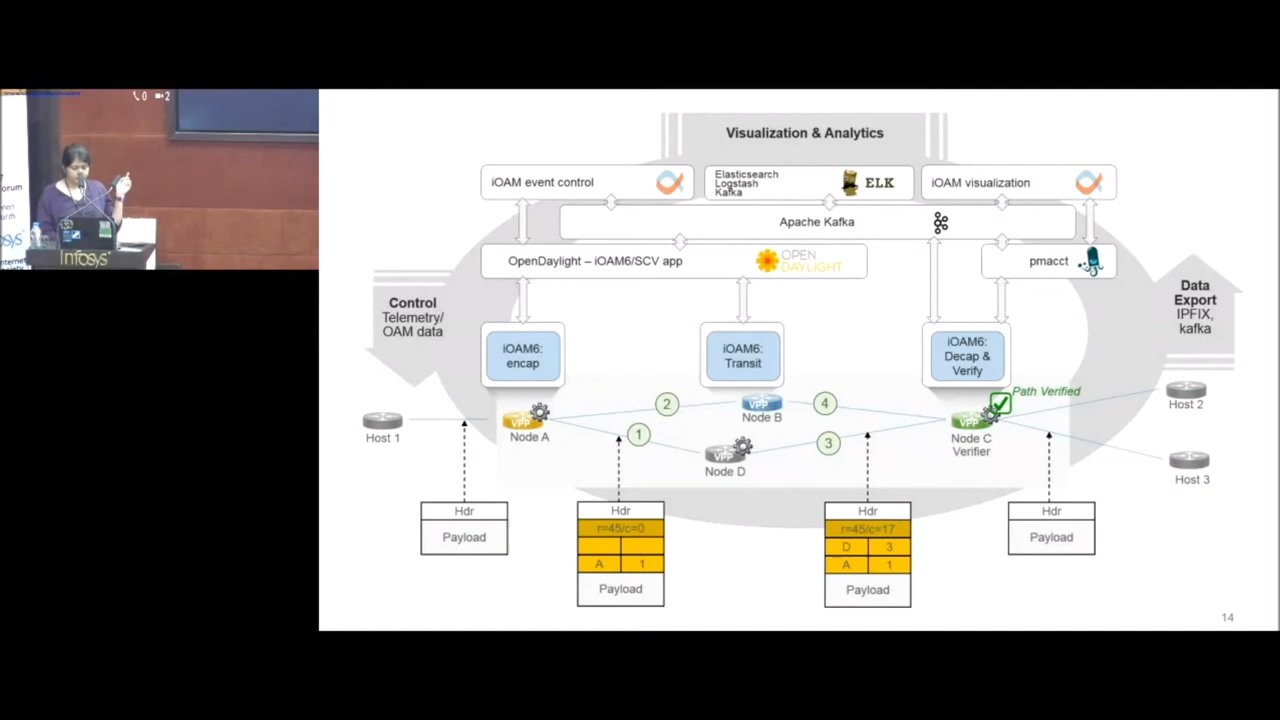 0 2
orum
Infosys
Visualization & Analytics
iOAM event control
Elasticsearch
Logstash
Kafka
ELK
iOAM visualization
Apache Kafka
OpenDaylight – iOAM6/SCV app
OPEN
DAYLIGHT
pmacct
Control
Telemetry/
OAM data
Data
Export
IPFIX,
kafka
iOAM6:
encap
iOAM6:
Transit
iOAM6:
Decap &
Verify
Path Verified
Host 1
VPP
Node A
2
1
VPP
Node B
VPP
Node D
4
3
VPP
Node C
Verifier
Host 2
Host 3
Hdr
Payload
Hdr
r=45/c=0
A 1
Payload
Hdr
r=45/c=17
D 3
A 1
Payload
Hdr
Payload
14